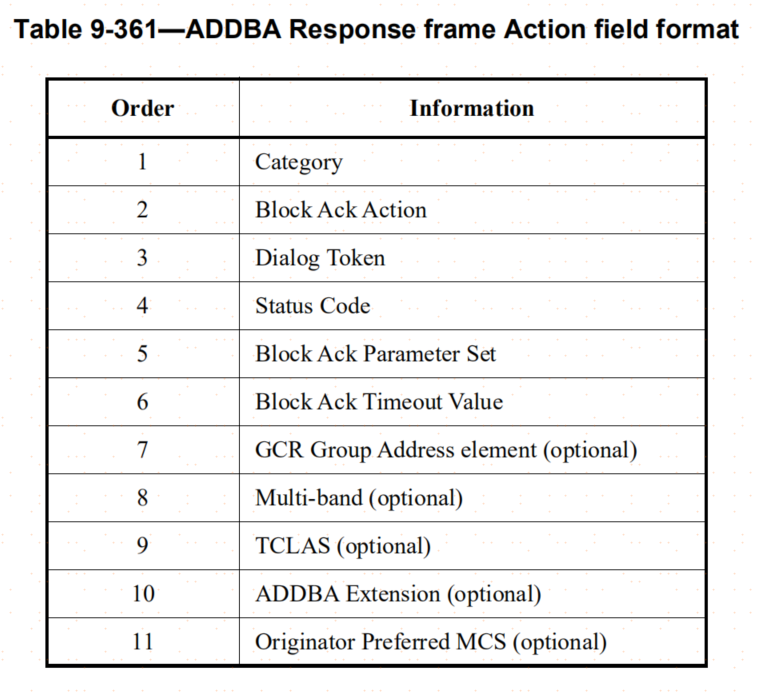 Table 9-361—ADDBA Response frame Action field format
Order Information
1 Category
2 Block Ack Action
3 Dialog Token
4 Status Code
5 Block Ack Parameter Set
6 Block Ack Timeout Value
7 GCR Group Address element (optional)
8 Multi-band (optional)
9 TCLAS (optional)
10 ADDBA Extension (optional)
11 Originator Preferred MCS (optional)